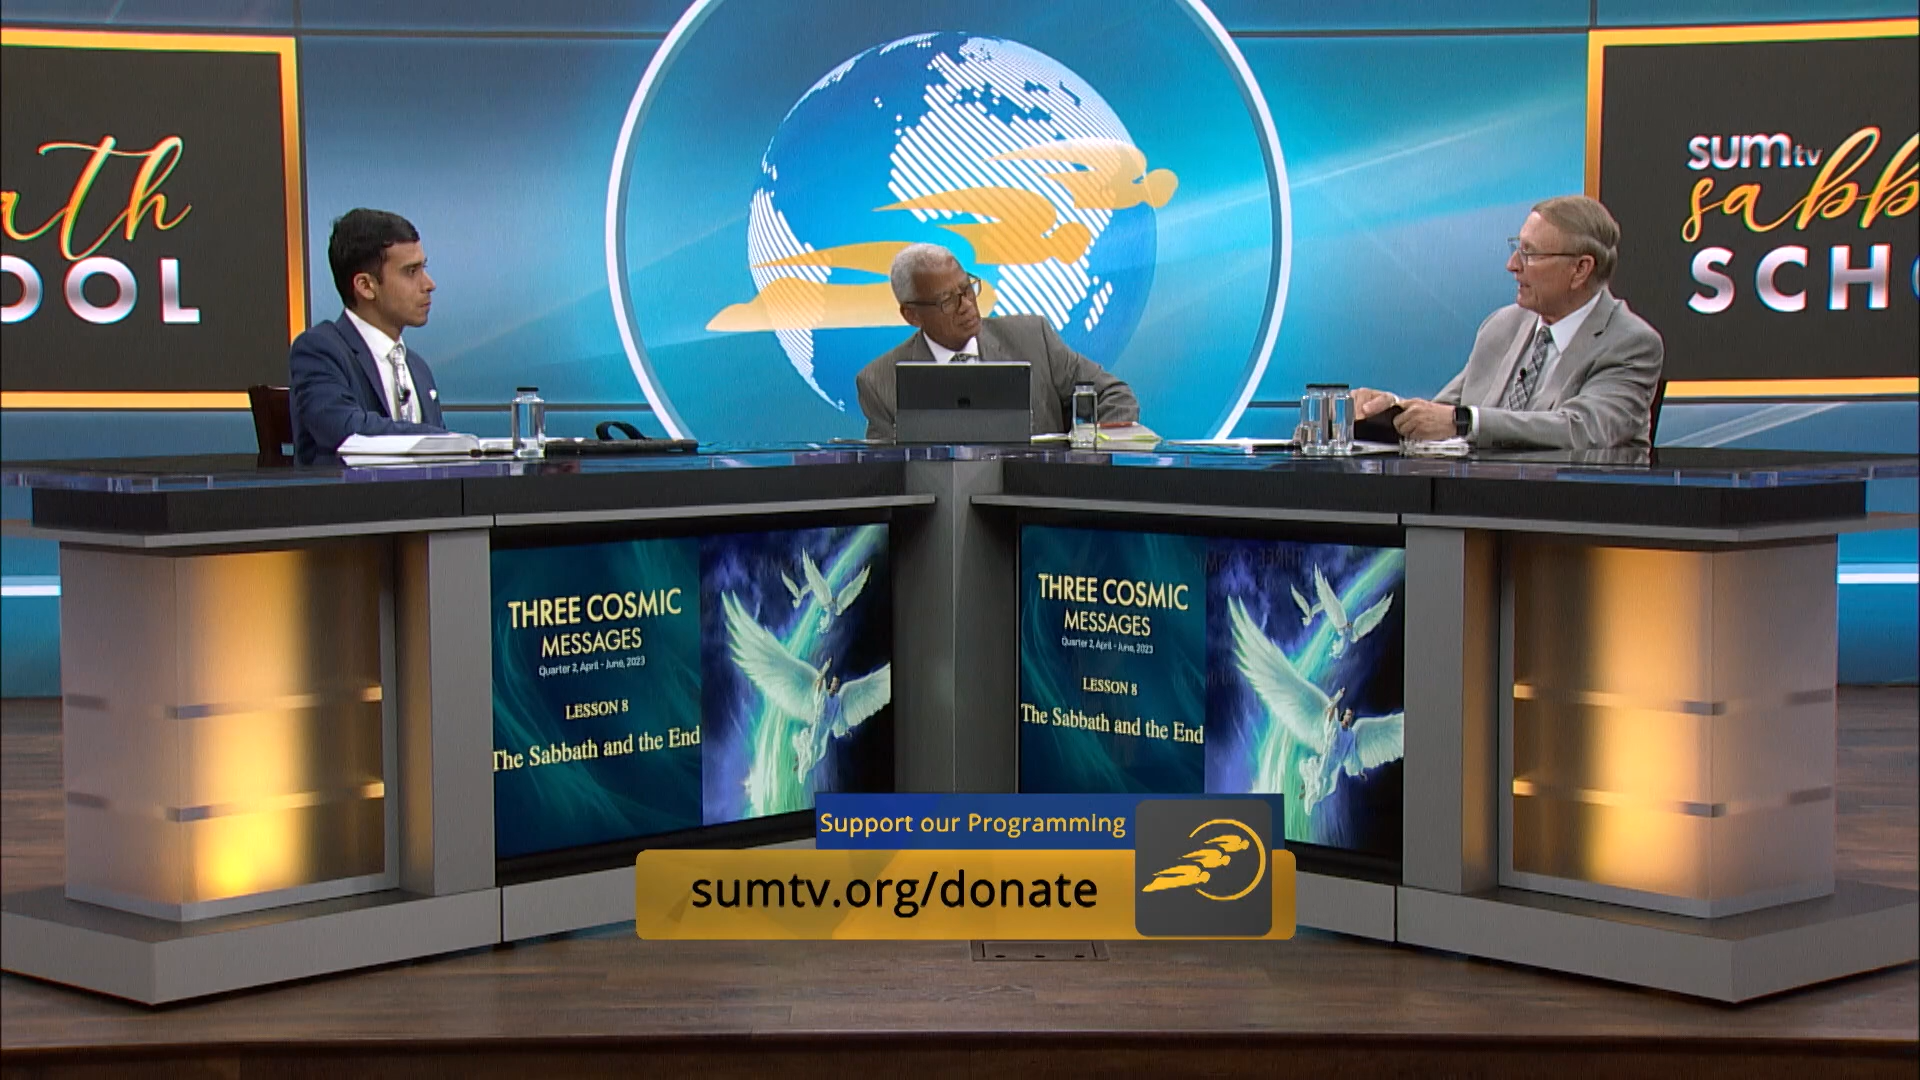 ath
OOL
sumtv
sabb
SCHO
THREE COSMIC
MESSAGES
Quarter 2, April - June, 2023
LESSON 8
The Sabbath and the End
THREE COSMIC
MESSAGES
Quarter 2, April - June, 2023
LESSON 8
The Sabbath and the End
Support our Programming
sumtv.org/donate